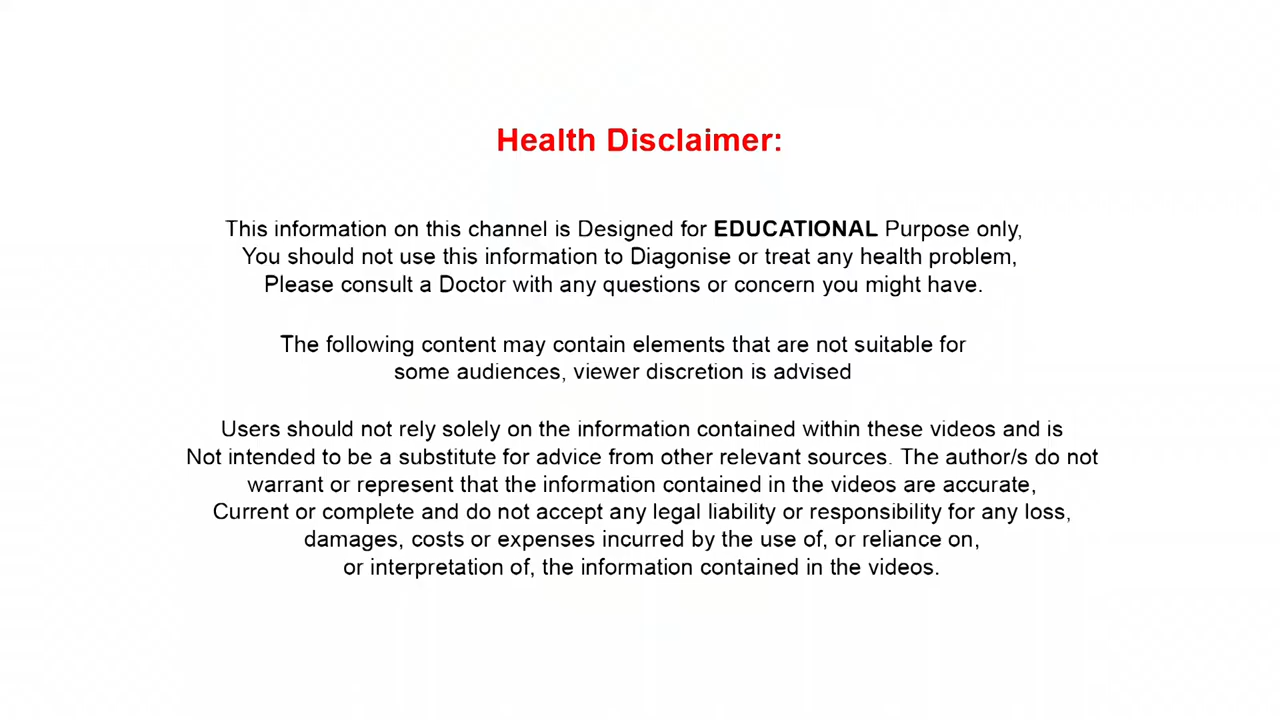 Health Disclaimer:
This information on this channel is Designed for EDUCATIONAL Purpose only,
You should not use this information to Diagonise or treat any health problem,
Please consult a Doctor with any questions or concern you might have.
The following content may contain elements that are not suitable for
some audiences, viewer discretion is advised
Users should not rely solely on the information contained within these videos and is
Not intended to be a substitute for advice from other relevant sources. The author/s do not
warrant or represent that the information contained in the videos are accurate,
Current or complete and do not accept any legal liability or responsibility for any loss,
damages, costs or expenses incurred by the use of, or reliance on,
or interpretation of, the information contained in the videos.